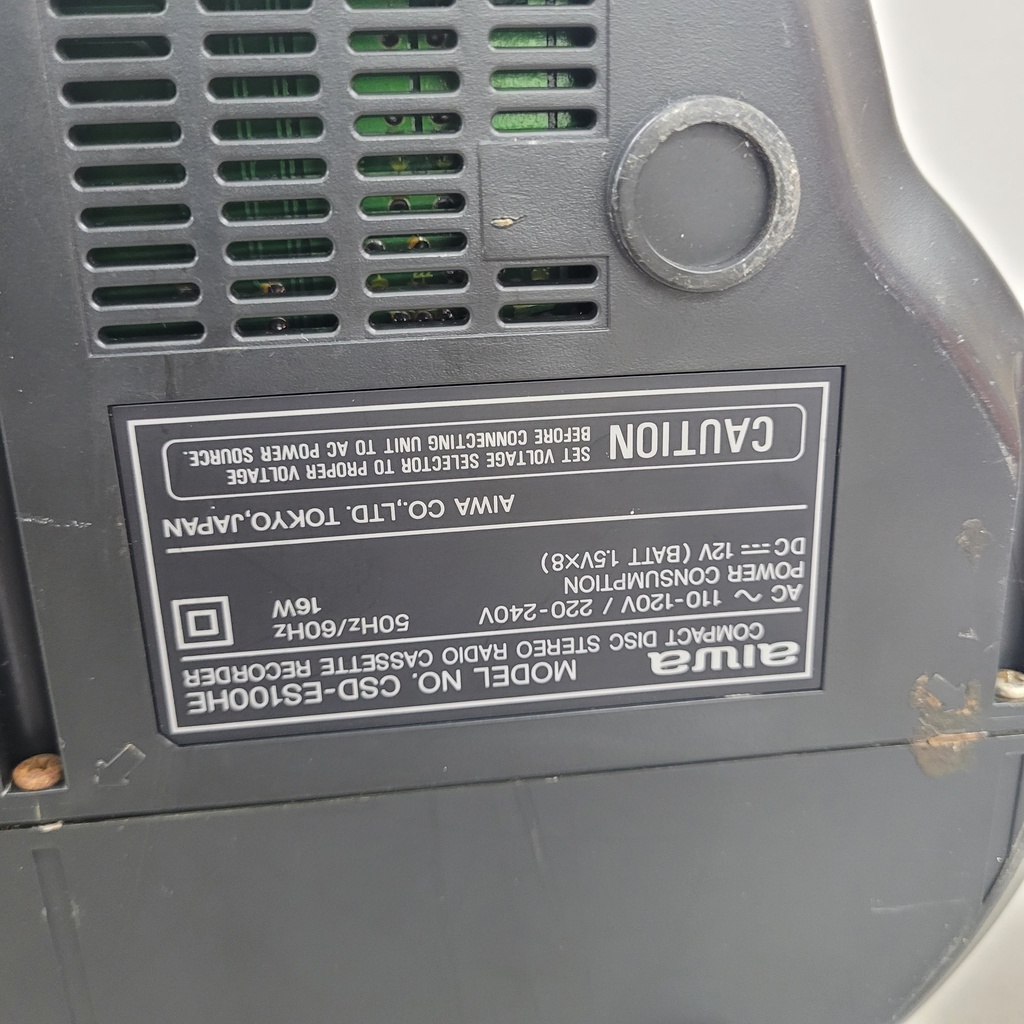 aiwa MODEL NO. CSD-ES100HE
COMPACT DISC STEREO RADIO CASSETTE RECORDER
AC ~ 110-120V / 220-240V 50Hz/60Hz
POWER CONSUMPTION 16W
DC ⎓ 12V (BATT 1.5V×8)
AIWA CO.,LTD. TOKYO,JAPAN
CAUTION
SET VOLTAGE SELECTOR TO PROPER VOLTAGE
BEFORE CONNECTING UNIT TO AC POWER SOURCE.